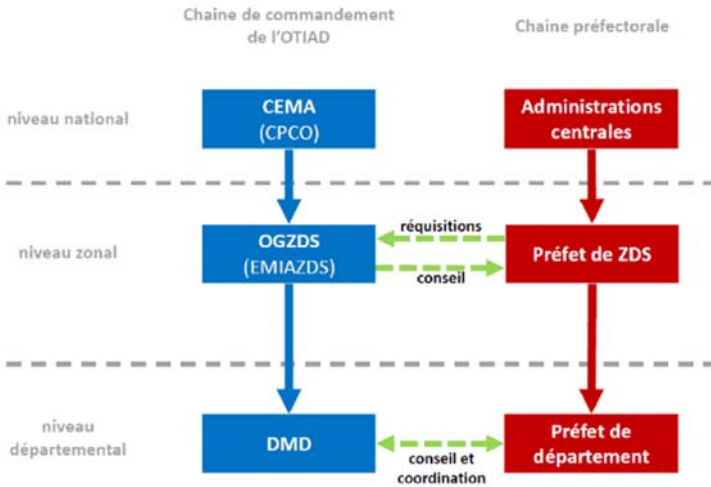 Chaine de commandement
de l'OTIAD
Chaine préfectorale
niveau national
CEMA
(CPCO)
Administrations
centrales
niveau zonal
OGZDS
(EMIAZDS)
réquisitions
conseil
Préfet de ZDS
niveau
départemental
DMD
conseil et
coordination
Préfet de
département